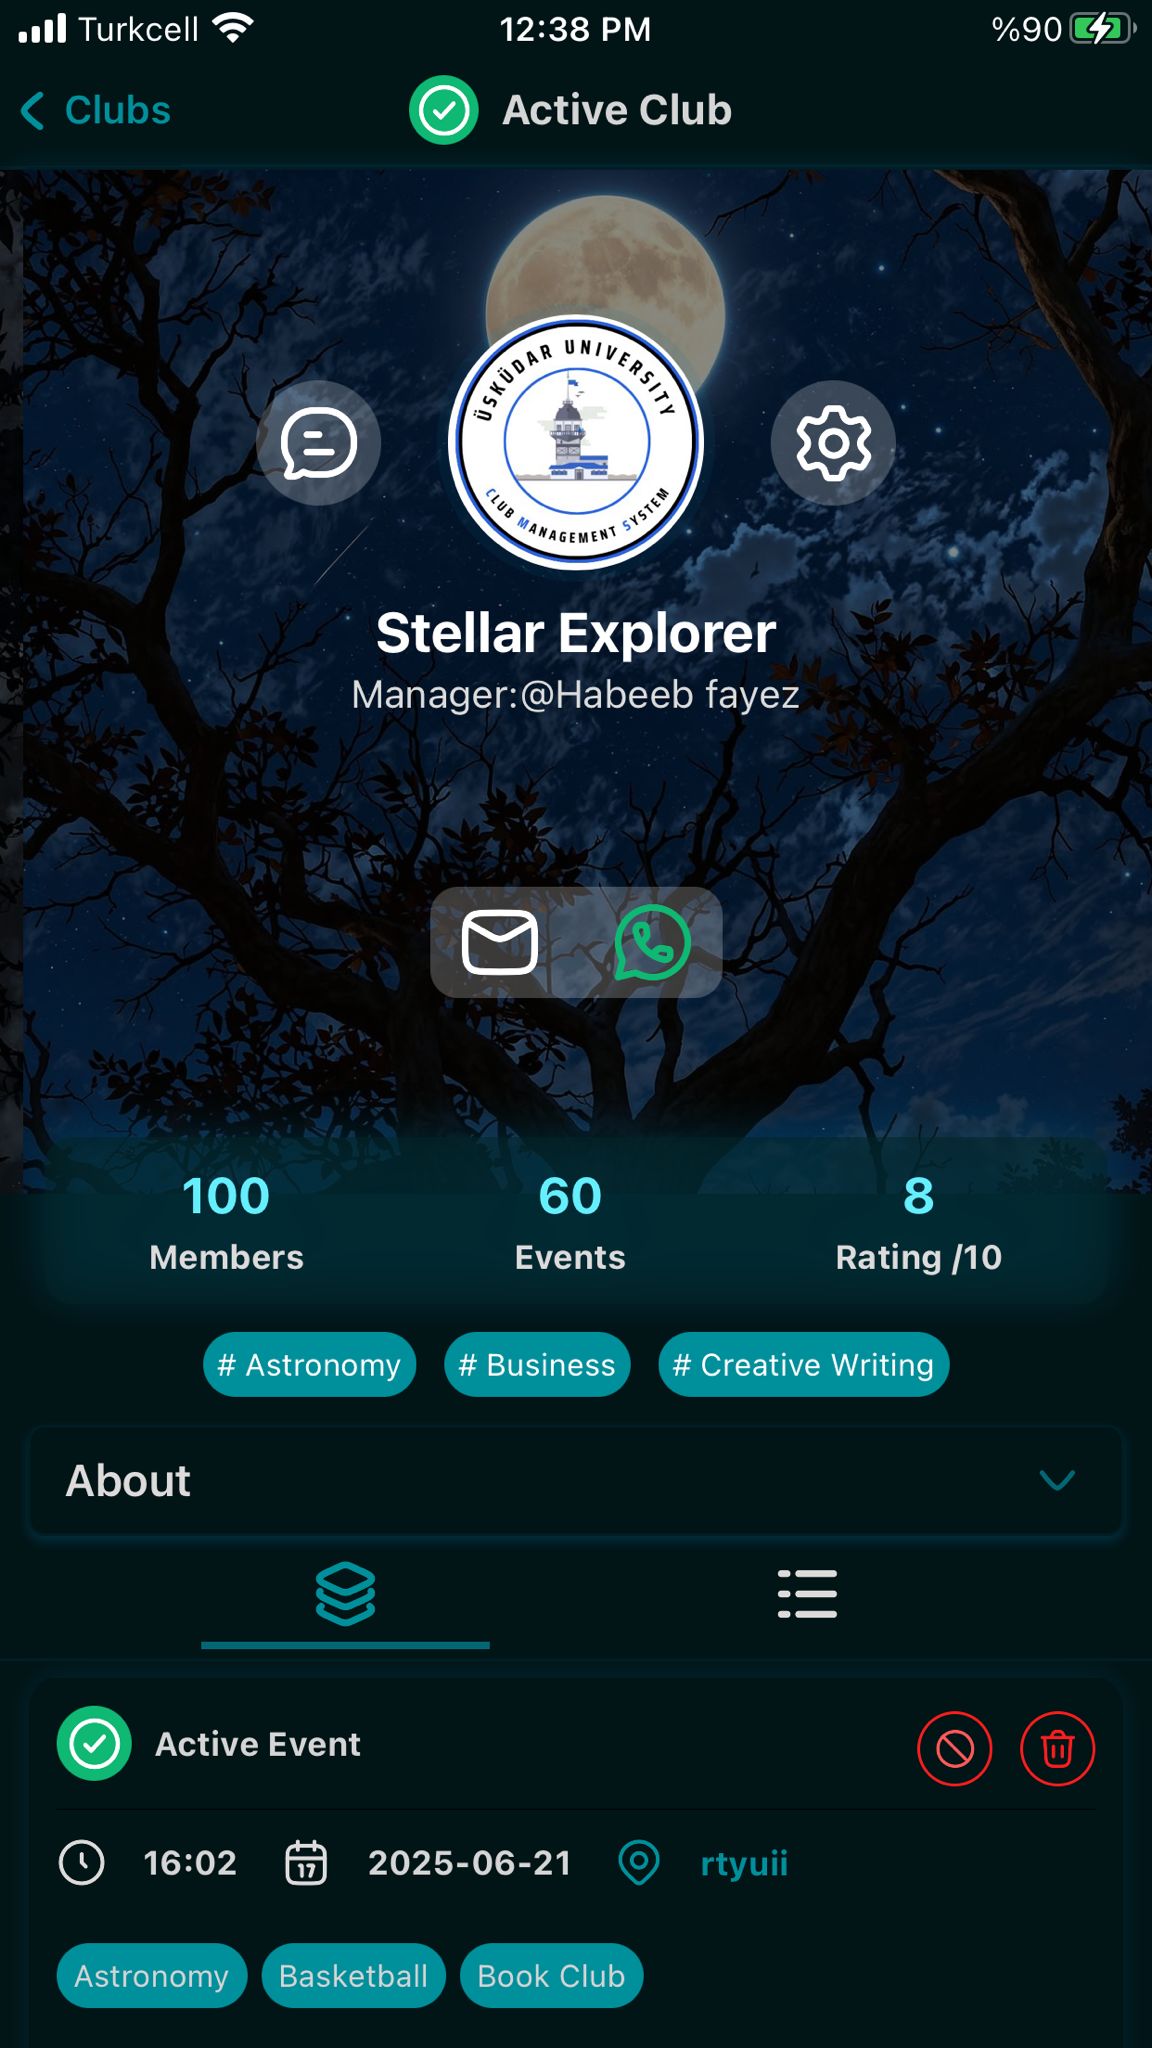 Turkcell 12:38 PM %90
Clubs Active Club
ÜSKÜDAR UNIVERSITY
CLUB MANAGEMENT SYSTEM
Stellar Explorer
Manager:@Habeeb fayez
100 60 8
Members Events Rating /10
# Astronomy # Business # Creative Writing
About
Active Event
16:02 17 2025-06-21 rtyuii
Astronomy Basketball Book Club